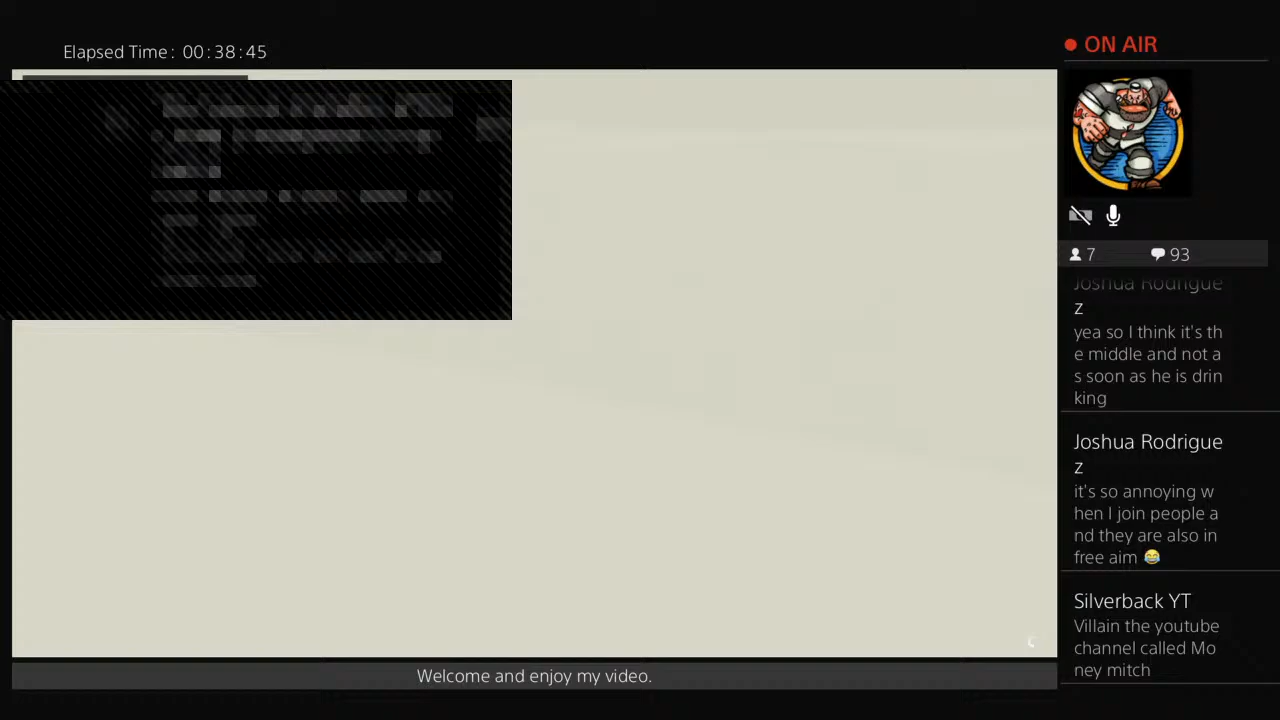 Elapsed Time: 00:38:45
ON AIR
7 93
Joshua Rodrigue
z
yea so I think it's th
e middle and not a
s soon as he is drin
king
Joshua Rodrigue
z
it's so annoying w
hen I join people a
nd they are also in
free aim 😂
Silverback YT
Villain the youtube
channel called Mo
ney mitch
Welcome and enjoy my video.